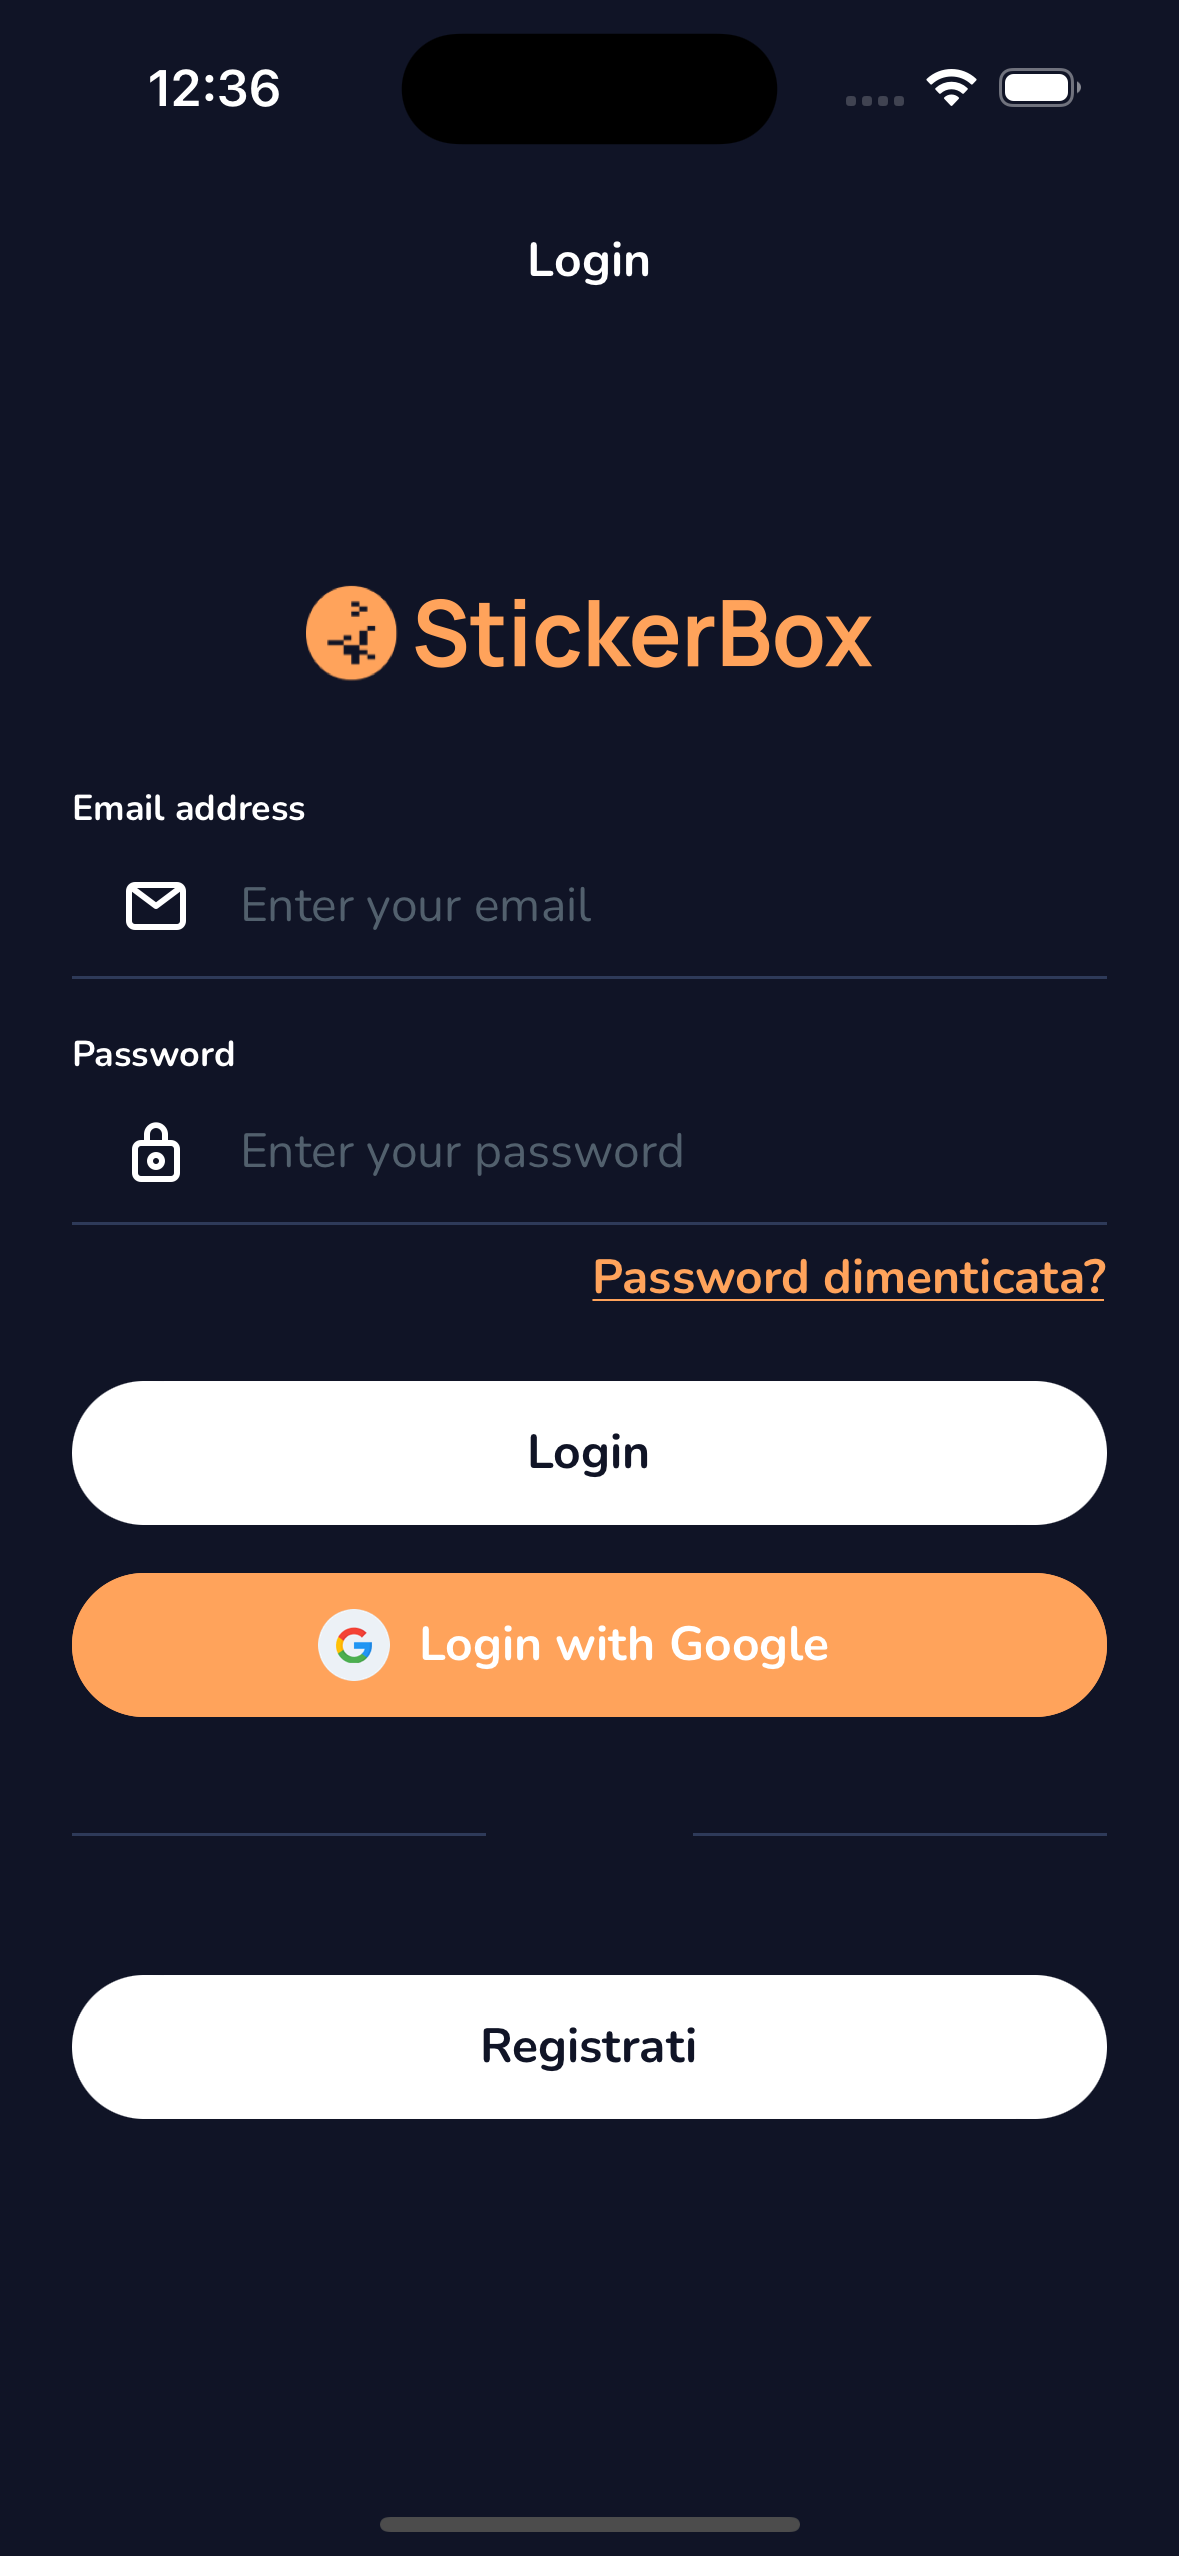 12:36
Login
StickerBox
Email address
Enter your email
Password
Enter your password
Password dimenticata?
Login
Login with Google
Registrati